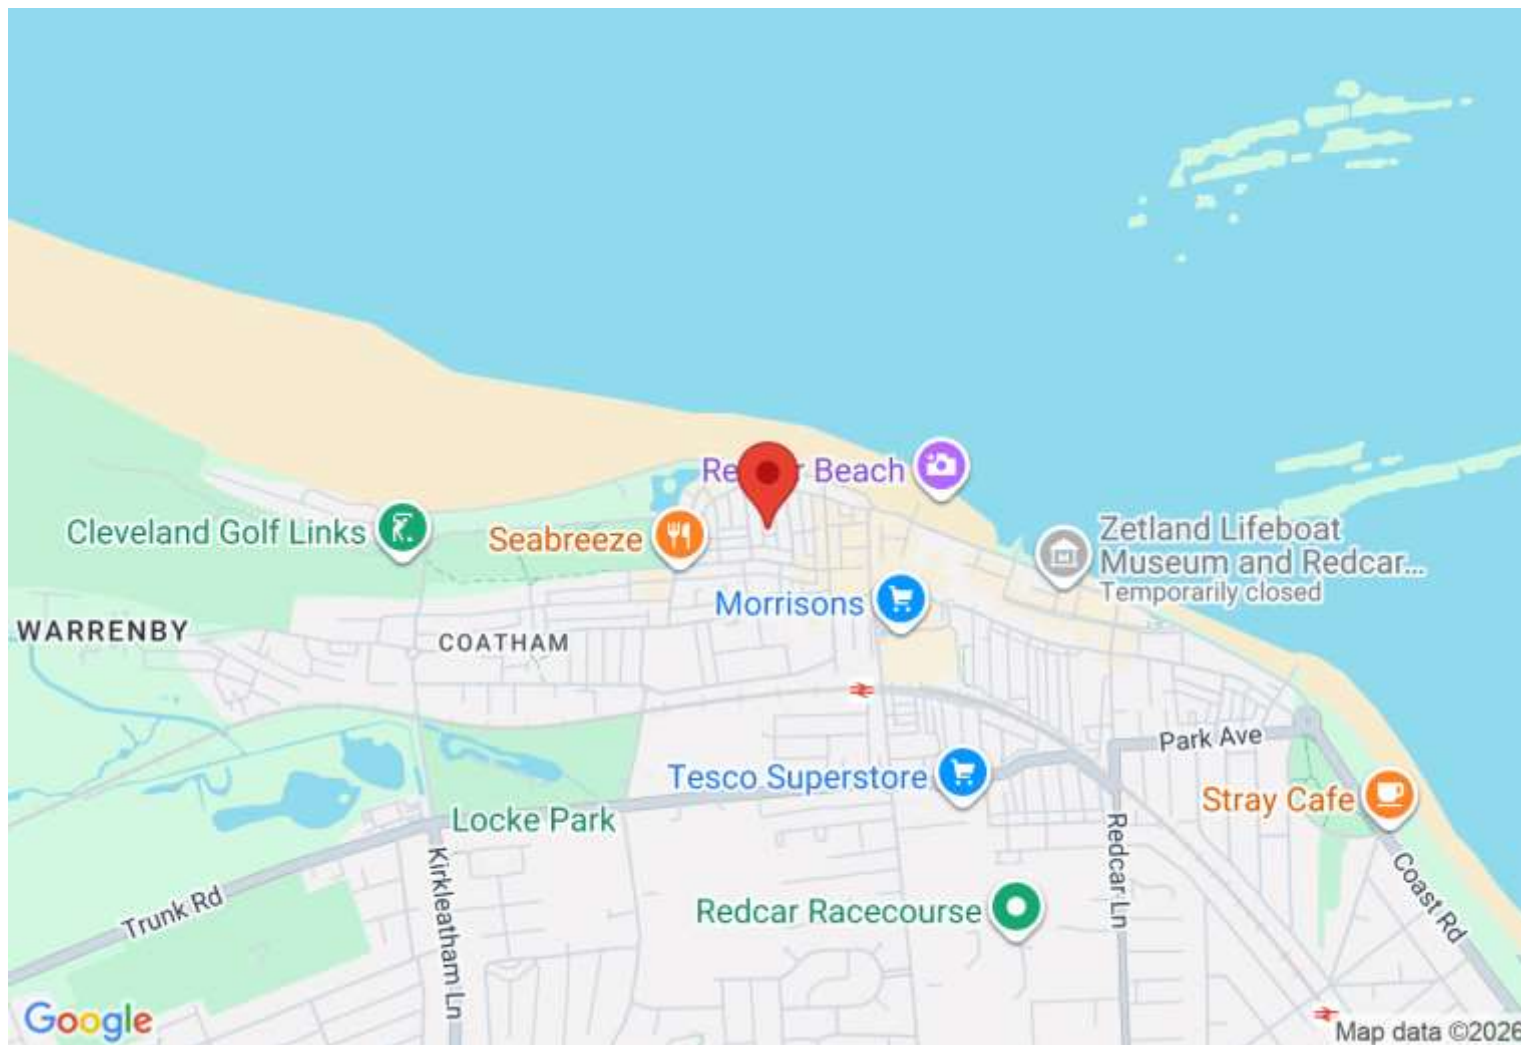 Re r Beach
Cleveland Golf Links
Seabreeze
Zetland Lifeboat
Museum and Redcar...
Temporarily closed
Morrisons
WARRENBY
COATHAM
Park Ave
Tesco Superstore
Stray Cafe
Locke Park
Redcar Ln
Kirkleatham Ln
Trunk Rd
Coast Rd
Redcar Racecourse
Google
Map data ©2026